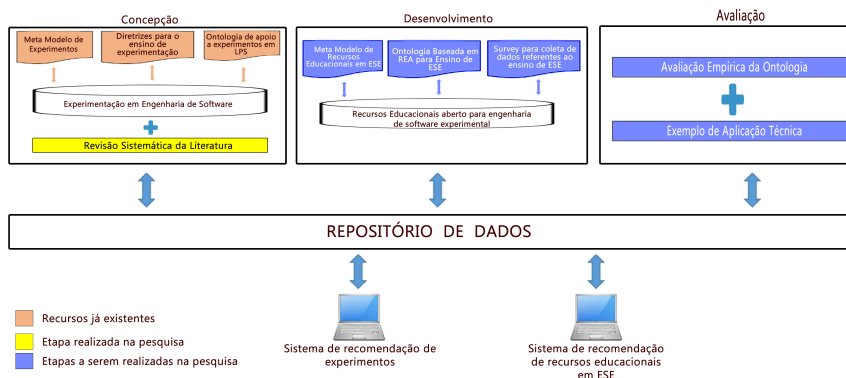 Concepção
Meta Modelo de
Experimentos
Diretrizes para o
ensino de
experimentação
Ontologia de apoio
a experimentos em
LPS
Experimentação em Engenharia de Software
Revisão Sistemática da Literatura
Desenvolvimento
Meta Modelo de
Recursos
Educacionais em ESE
Ontologia Baseada em
REA para Ensino de
ESE
Survey para coleta de
dados referentes ao
ensino de ESE
Recursos Educacionais aberto para engenharia
de software experimental
Avaliação
Avaliação Empírica da Ontologia
Exemplo de Aplicação Técnica
REPOSITÓRIO DE DADOS
Sistema de recomendação de
experimentos
Sistema de recomendação
de recursos educacionais
em ESE
Recursos já existentes
Etapa realizada na pesquisa
Etapas a serem realizadas na pesquisa